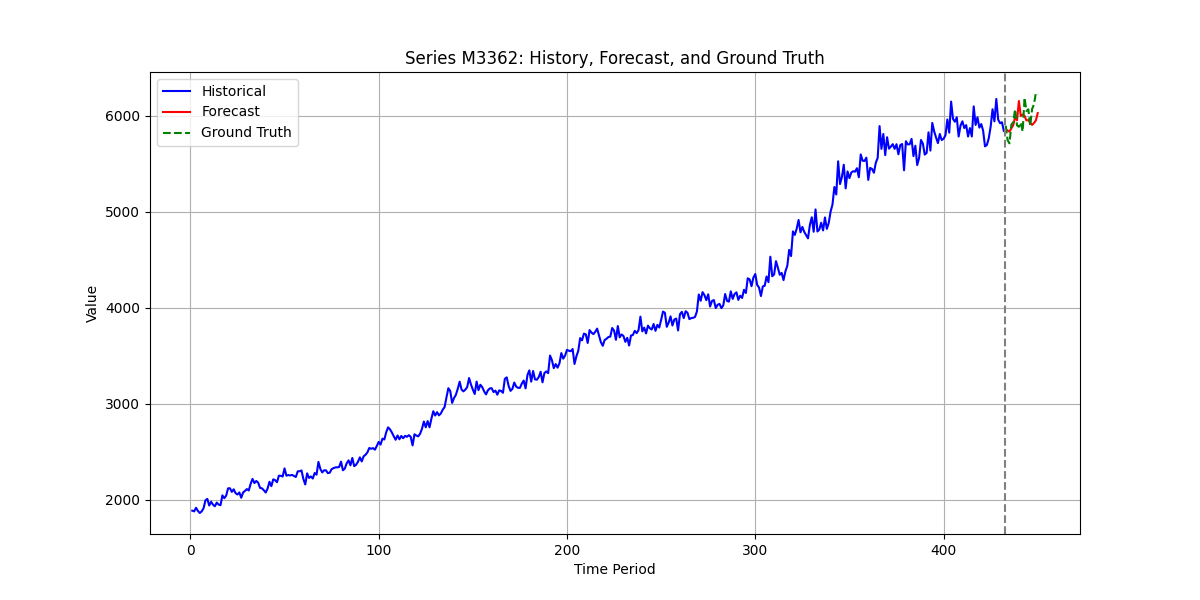 Series M3362: History, Forecast, and Ground Truth
Historical
Forecast
Ground Truth
6000
5000
4000
3000
2000
Value
0 100 200 300 400
Time Period